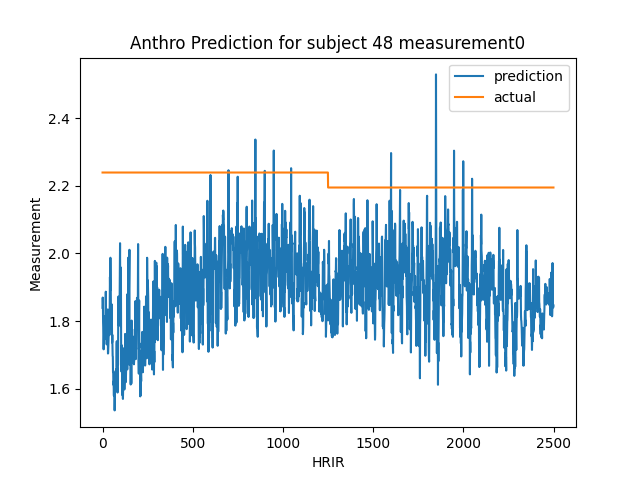 Anthro Prediction for subject 48 measurement0
prediction
actual
Measurement
2.4
2.2
2.0
1.8
1.6
0
500
1000
1500
2000
2500
HRIR